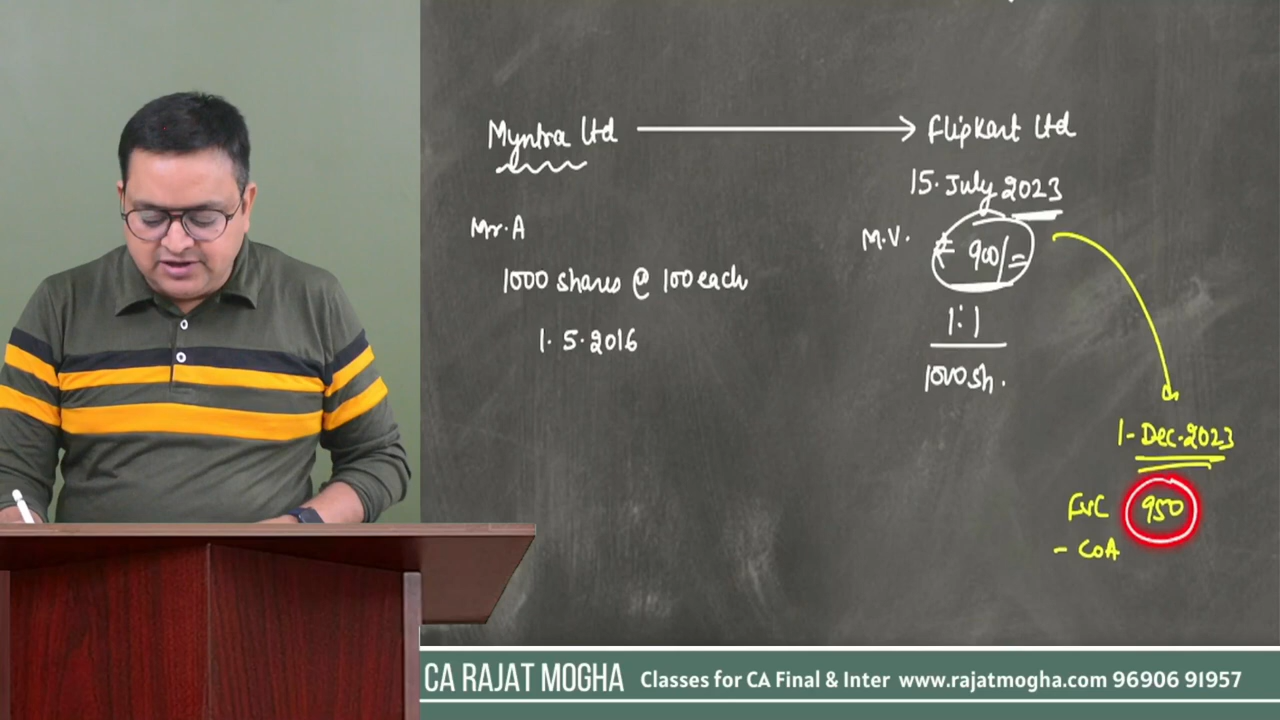 Myntra Ltd → Flipkart Ltd
15. July 2023
Mr. A
M.V. ₹ 900/=
1000 shares @ 100 each
1:1
1. 5. 2016
1000 sh.
1-Dec-2023
FVC 950
- COA
CA RAJAT MOGHA Classes for CA Final & Inter www.rajatmogha.com 96906 91957